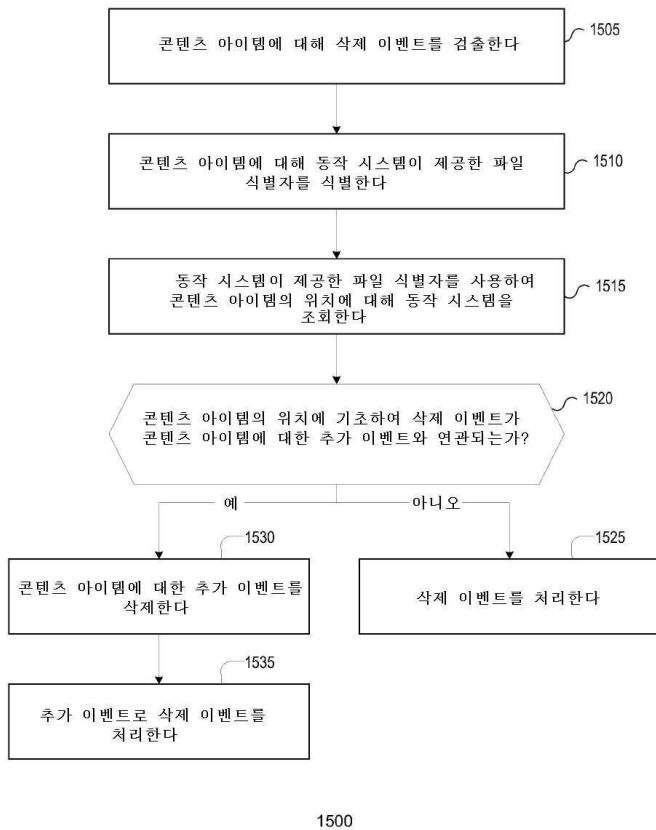 콘텐츠 아이템에 대해 삭제 이벤트를 검출한다
1505
콘텐츠 아이템에 대해 동작 시스템이 제공한 파일
식별자를 식별한다
1510
동작 시스템이 제공한 파일 식별자를 사용하여
콘텐츠 아이템의 위치에 대해 동작 시스템을
조회한다
1515
콘텐츠 아이템의 위치에 기초하여 삭제 이벤트가
콘텐츠 아이템에 대한 추가 이벤트와 연관되는가?
1520
예
아니오
1530
콘텐츠 아이템에 대한 추가 이벤트를
삭제한다
1525
삭제 이벤트를 처리한다
1535
추가 이벤트로 삭제 이벤트를
처리한다
1500